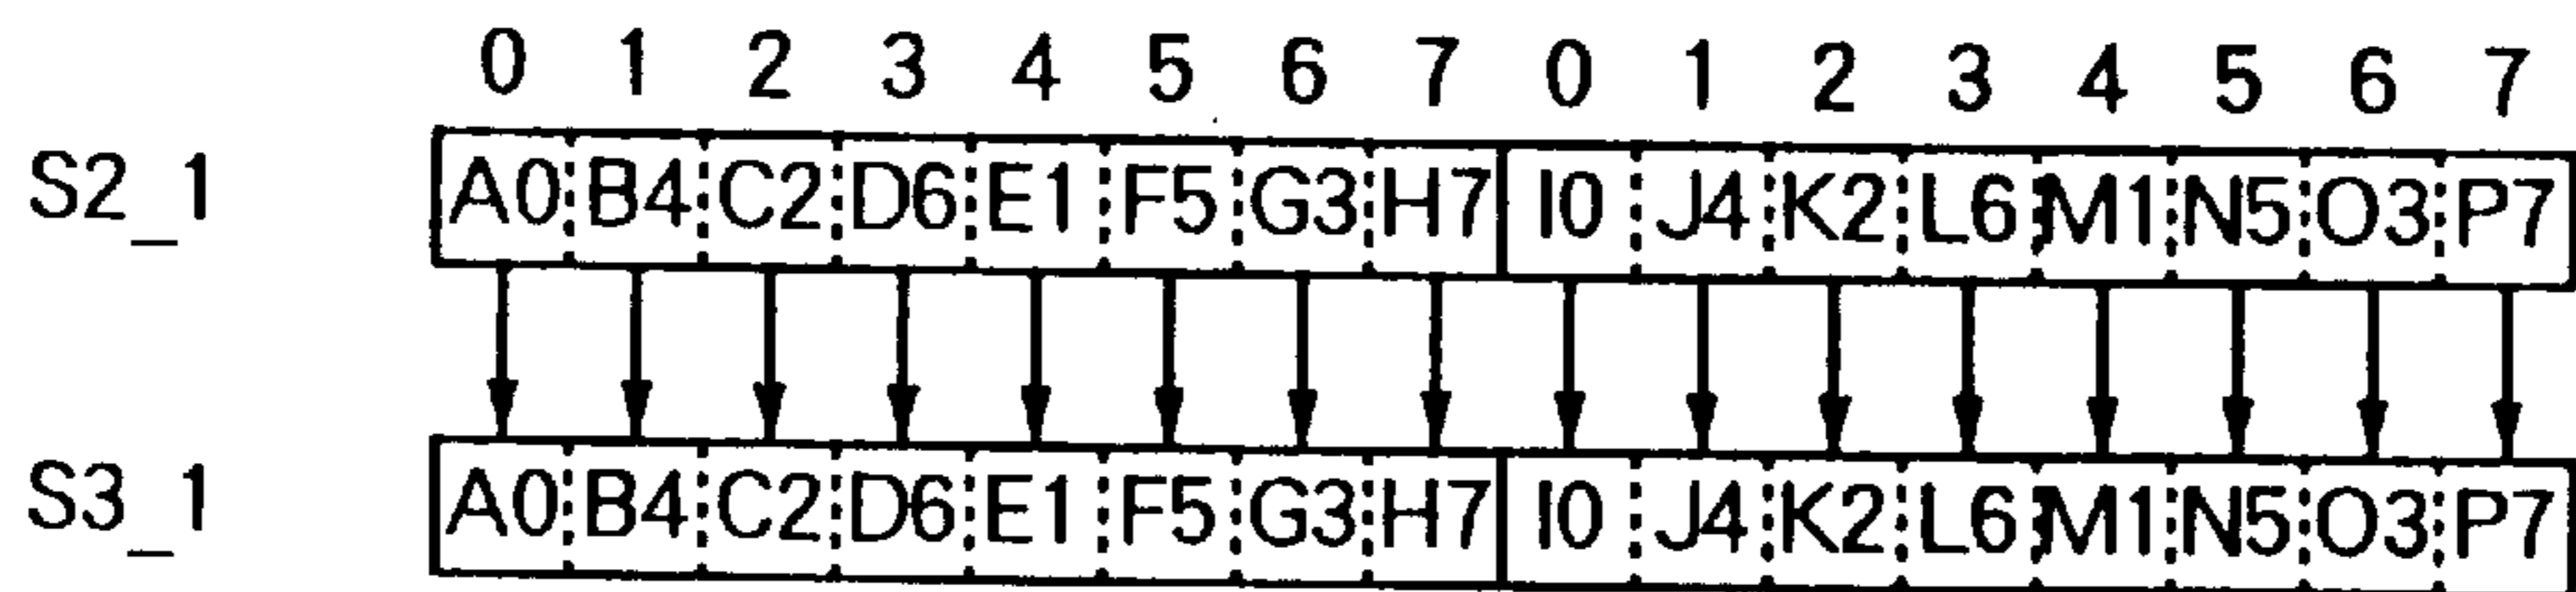 0 1 2 3 4 5 6 7 0 1 2 3 4 5 6 7
S2_1 A0 B4 C2 D6 E1 F5 G3 H7 I0 J4 K2 L6 M1 N5 O3 P7
S3_1 A0 B4 C2 D6 E1 F5 G3 H7 I0 J4 K2 L6 M1 N5 O3 P7